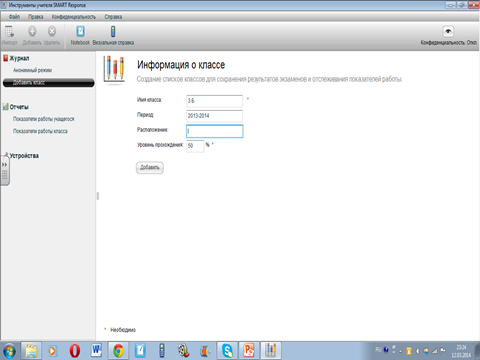 Инструменты учителя SMART Response
Файл Правка Конфиденциальность Справка
Импорт Добавить Удалить Notebook Визуальная справка Конфиденциальность: Откл
Журнал
Анонимный режим
Добавить класс
Отчеты
Показатели работы учащегося
Показатели работы класса
Устройства
Информация о классе
Создание списков классов для сохранения результатов экзаменов и отслеживания показателей работы.
Имя класса: 3 Б *
Период: 2013-2014
Расположение:
Уровень прохождения: 50 % *
Добавить
* Необходимо
23:24
12.03.2014